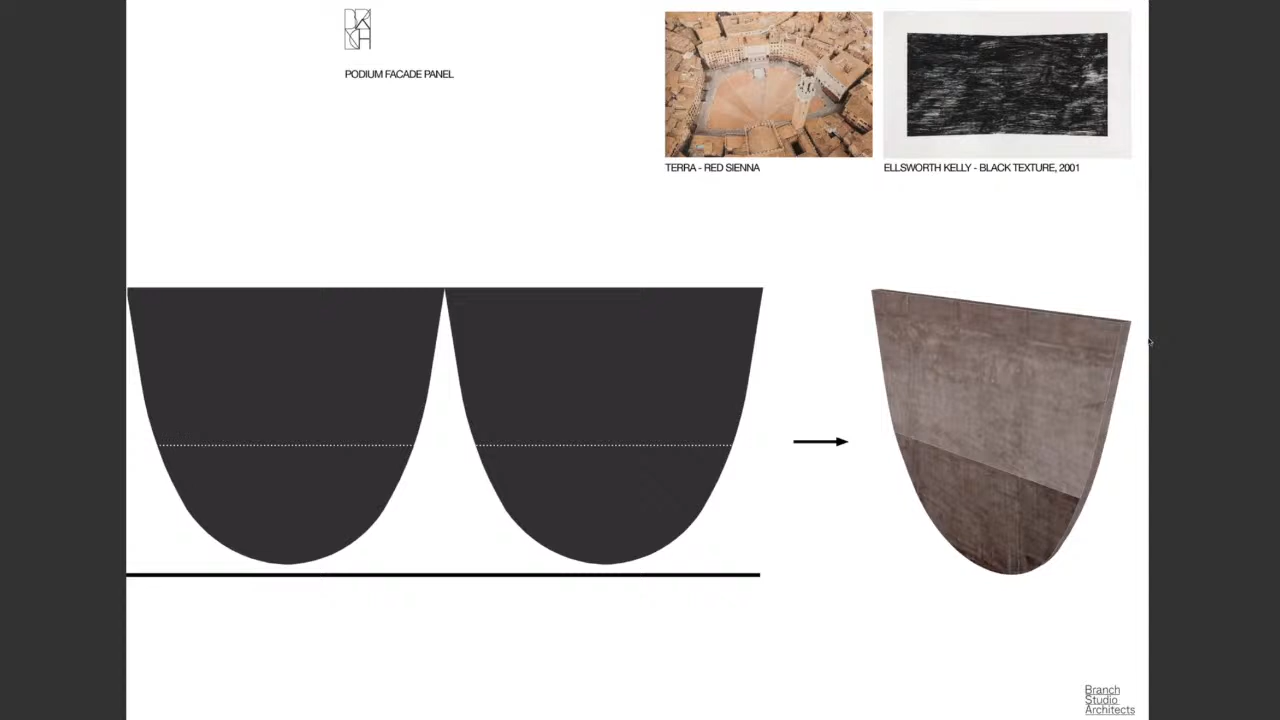 PODIUM FACADE PANEL
TERRA - RED SIENNA
ELLSWORTH KELLY - BLACK TEXTURE, 2001
Branch
Studio
Architects